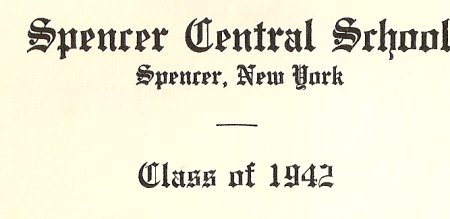 Spencer Central School
Spencer, New York
Class of 1942